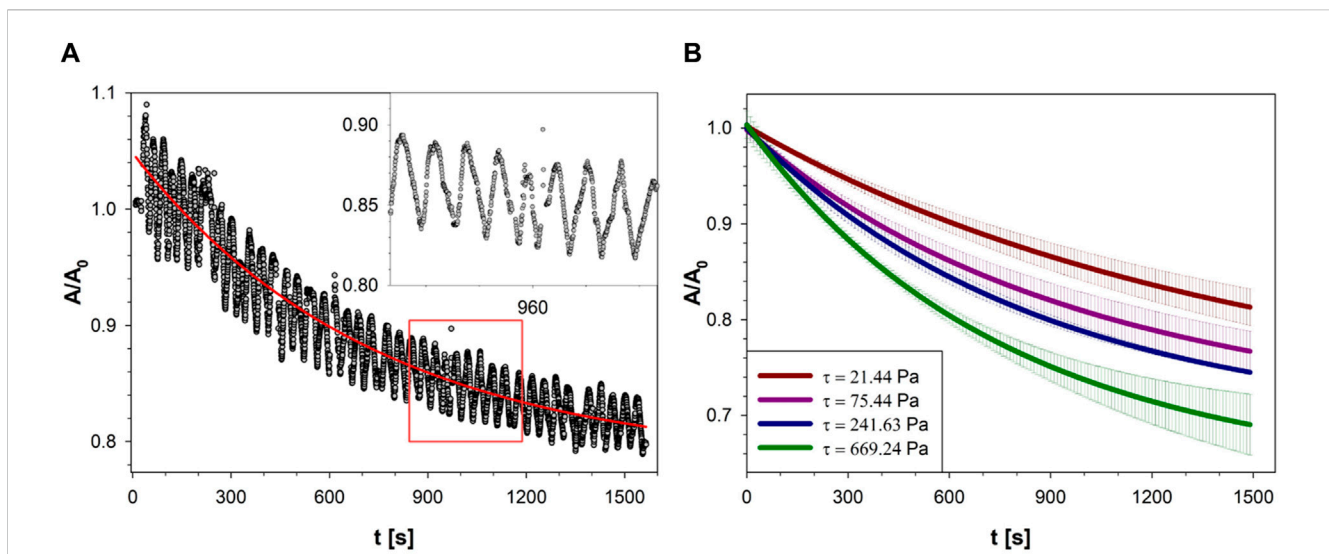 A
A/A₀
1.1
1.0
0.9
0.8
0.90
0.85
0.80
960
0 300 600 900 1200 1500
t [s]
B
A/A₀
1.0
0.9
0.8
0.7
τ = 21.44 Pa
τ = 75.44 Pa
τ = 241.63 Pa
τ = 669.24 Pa
0 300 600 900 1200 1500
t [s]